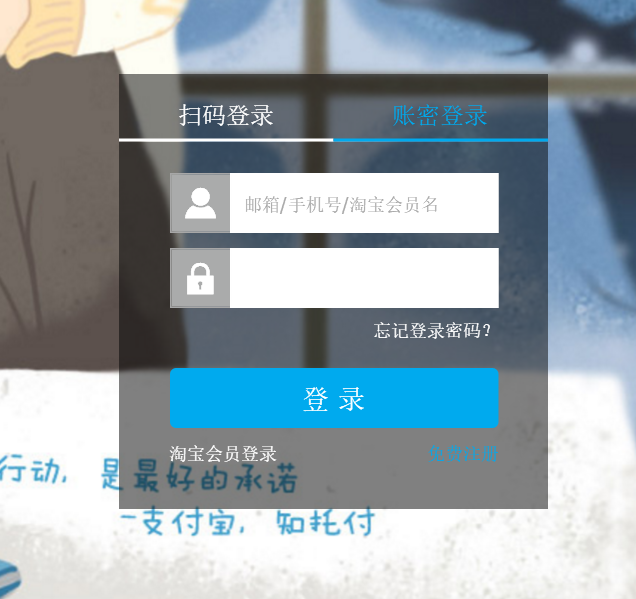 扫码登录 账密登录
邮箱/手机号/淘宝会员名
忘记登录密码?
登 录
淘宝会员登录 免费注册
行动, 是最好的承诺
-支付宝, 知托付